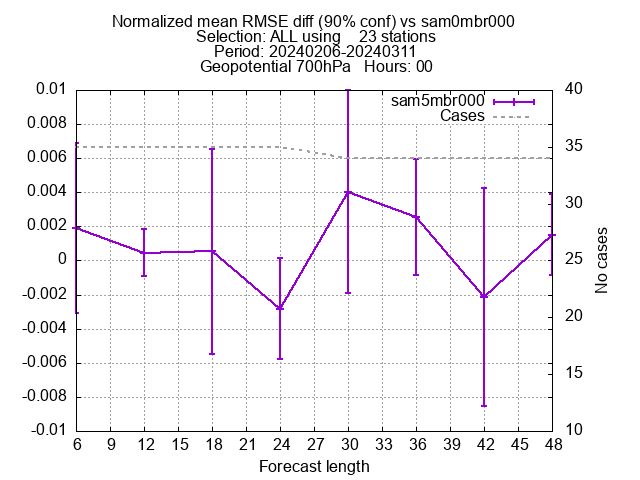 Normalized mean RMSE diff (90% conf) vs sam0mbr000
Selection: ALL using    23 stations
Period: 20240206-20240311
Geopotential 700hPa   Hours: 00
sam5mbr000
Cases
0.01
0.008
0.006
0.004
0.002
0
-0.002
-0.004
-0.006
-0.008
-0.01
40
35
30
25
20
15
10
No cases
6 9 12 15 18 21 24 27 30 33 36 39 42 45 48
Forecast length